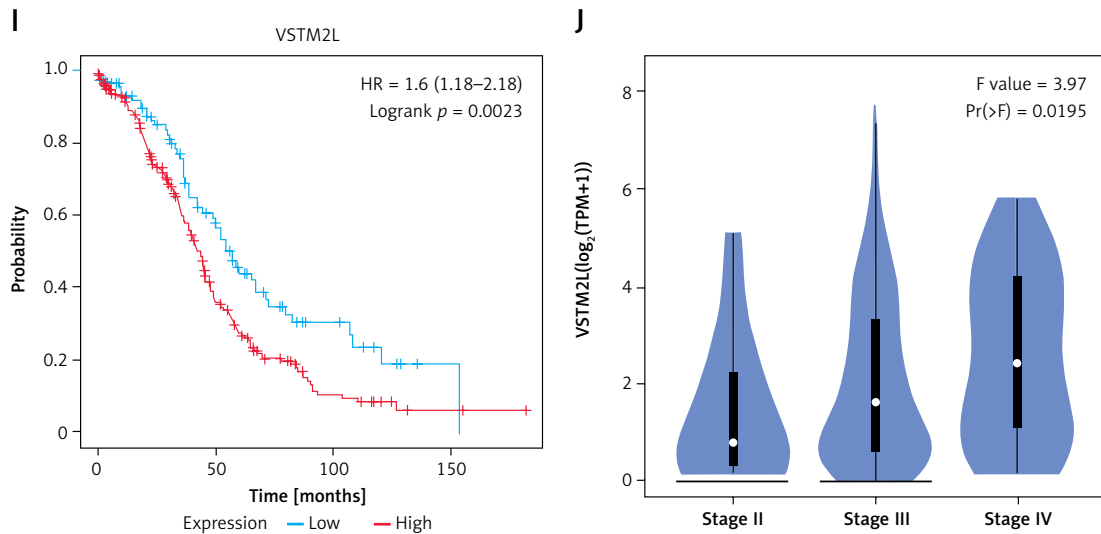 I
VSTM2L
HR = 1.6 (1.18–2.18)
Logrank p = 0.0023
Probability
1.0
0.8
0.6
0.4
0.2
0
0 50 100 150
Time [months]
Expression Low High
J
F value = 3.97
Pr(>F) = 0.0195
VSTM2L(log₂(TPM+1))
8
6
4
2
0
Stage II Stage III Stage IV